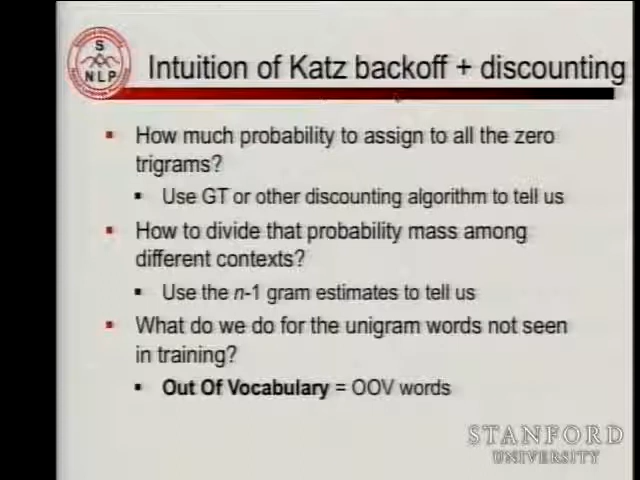 S
NLP
Intuition of Katz backoff + discounting
How much probability to assign to all the zero
trigrams?
Use GT or other discounting algorithm to tell us
How to divide that probability mass among
different contexts?
Use the n-1 gram estimates to tell us
What do we do for the unigram words not seen
in training?
Out Of Vocabulary = OOV words
STANFORD
UNIVERSITY